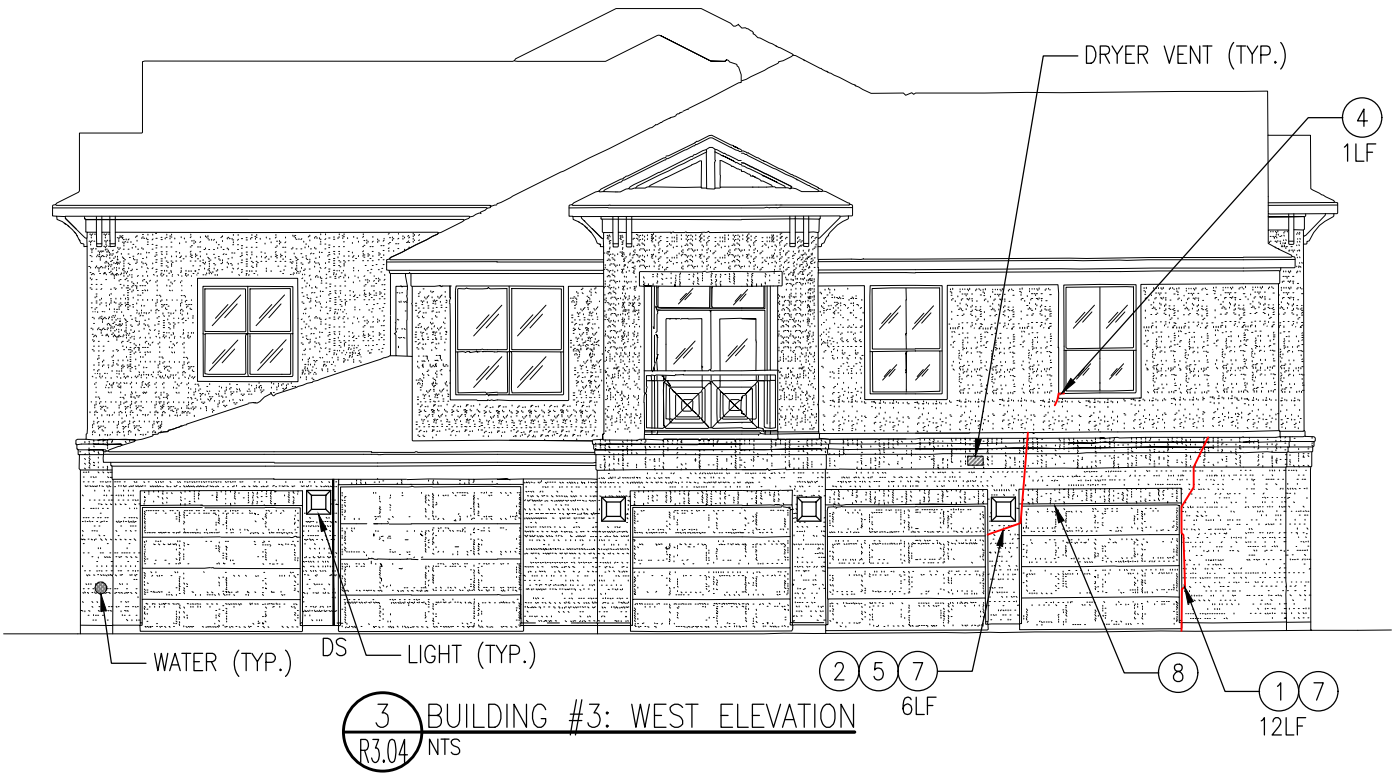 DRYER VENT (TYP.)
4
1LF
WATER (TYP.)
DS
LIGHT (TYP.)
2 5 7
6LF
8
1 7
12LF
3
R3.04
BUILDING #3: WEST ELEVATION
NTS